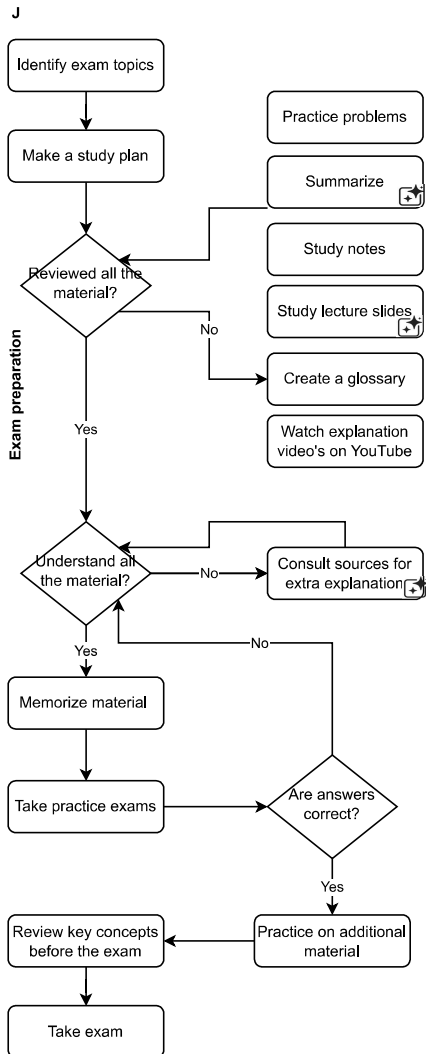 J
Identify exam topics
Make a study plan
Practice problems
Summarize
Reviewed all the
material?
Study notes
Study lecture slides
No
Create a glossary
Watch explanation
video's on YouTube
Exam preparation
Yes
Understand all
the material?
No
Consult sources for
extra explanation
Yes
No
Memorize material
Take practice exams
Are answers
correct?
Yes
Practice on additional
material
Review key concepts
before the exam
Take exam